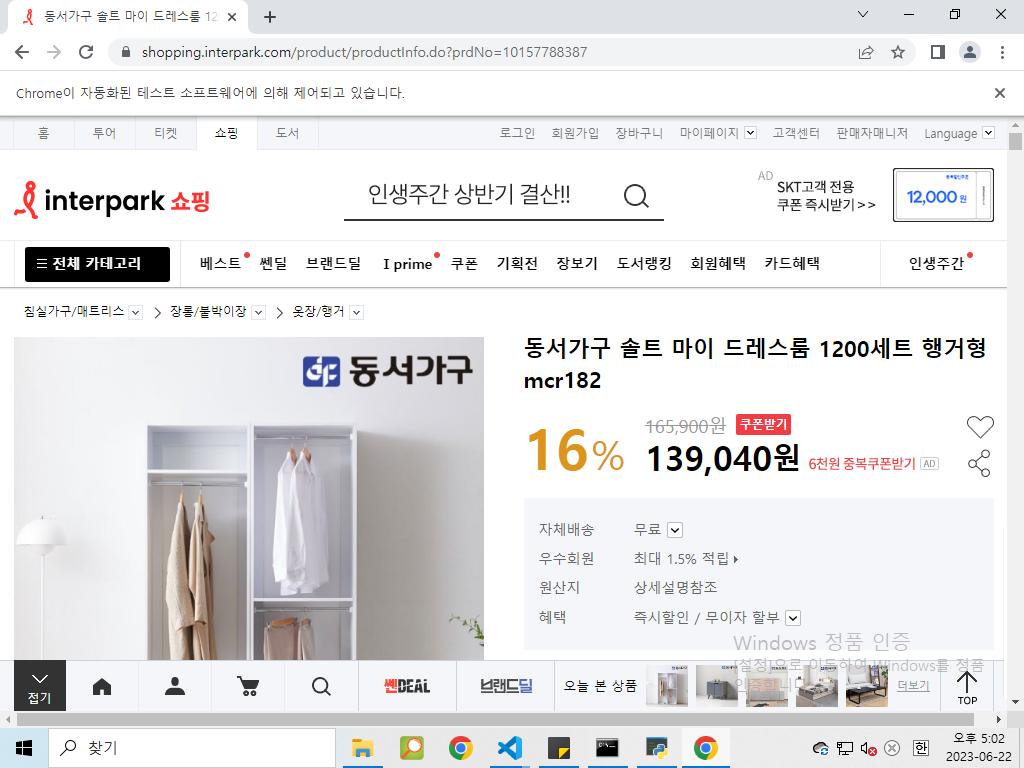 동서가구 솔트 마이 드레스룸 12
shopping.interpark.com/product/productInfo.do?prdNo=10157788387
Chrome이 자동화된 테스트 소프트웨어에 의해 제어되고 있습니다.
홈 투어 티켓 쇼핑 도서 로그인 회원가입 장바구니 마이페이지 고객센터 판매자매니저 Language
interpark 쇼핑
인생주간 상반기 결산!!
AD SKT고객 전용
쿠폰 즉시받기 > >
12,000원
전체 카테고리 베스트 쎈딜 브랜드딜 I prime 쿠폰 기획전 장보기 도서랭킹 회원혜택 카드혜택 인생주간
침실가구/매트리스 > 장롱/붙박이장 > 옷장/행거
동서가구
동서가구 솔트 마이 드레스룸 1200세트 행거형
mcr182
16%
165,900원 쿠폰받기
139,040원 6천원 중복쿠폰받기 AD
자체배송 무료
우수회원 최대 1.5% 적립
원산지 상세설명참조
혜택 즉시할인 / 무이자 할부
Windows 정품 인증
[설정]으로 이동하여 Windows를 정품
인증합니다.
접기
쎈DEAL
브랜드딜
오늘 본 상품
더보기
TOP
찾기
한
오후 5:02
2023-06-22